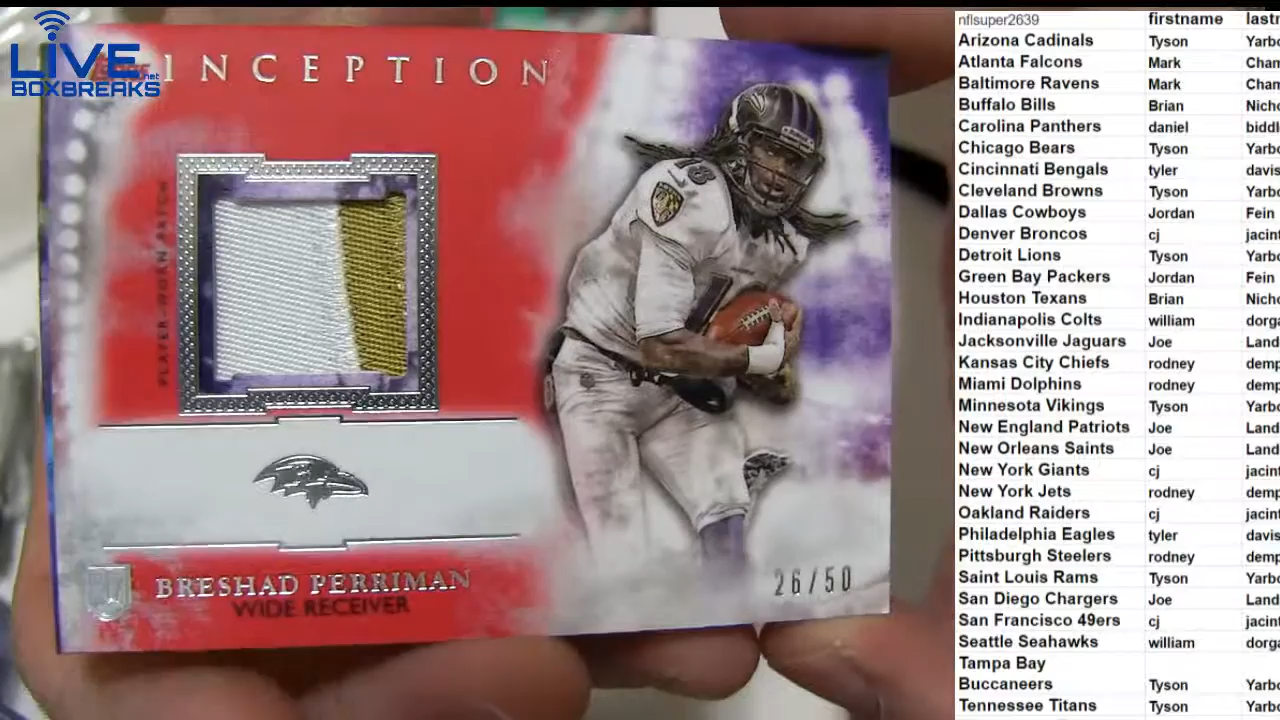 LIVE
.net
BOXBREAKS
INCEPTION
PLAYER-WORN PATCH
BRESHAD PERRIMAN
WIDE RECEIVER
26/50
nflsuper2639 firstname
Arizona Cadinals Tyson
Atlanta Falcons Mark
Baltimore Ravens Mark
Buffalo Bills Brian
Carolina Panthers daniel
Chicago Bears Tyson
Cincinnati Bengals tyler
Cleveland Browns Tyson
Dallas Cowboys Jordan Fein
Denver Broncos cj
Detroit Lions Tyson
Green Bay Packers Jordan Fein
Houston Texans Brian
Indianapolis Colts william
Jacksonville Jaguars Joe Land
Kansas City Chiefs rodney
Miami Dolphins rodney
Minnesota Vikings Tyson
New England Patriots Joe Land
New Orleans Saints Joe Land
New York Giants cj
New York Jets rodney
Oakland Raiders cj
Philadelphia Eagles tyler
Pittsburgh Steelers rodney
Saint Louis Rams Tyson
San Diego Chargers Joe Land
San Francisco 49ers cj
Seattle Seahawks william
Tampa Bay
Buccaneers Tyson
Tennessee Titans Tyson